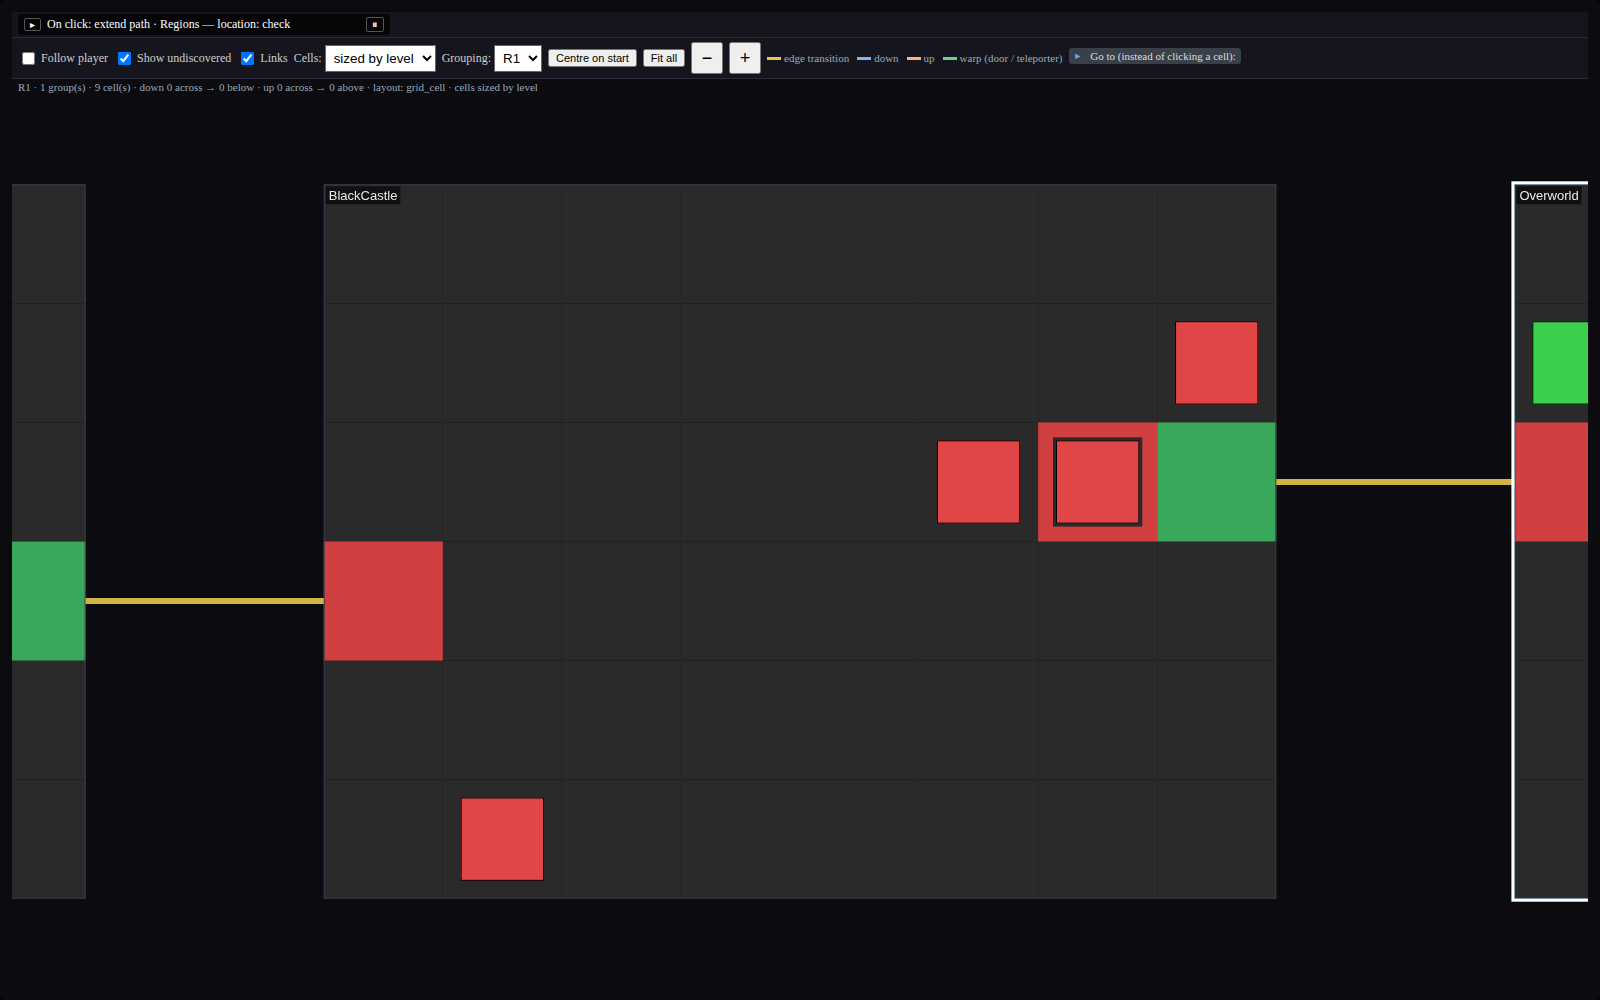 On click: extend path · Regions — location: check
Follow player Show undiscovered Links Cells: sized by level Grouping: R1 Centre on start Fit all − + edge transition down up warp (door / teleporter) Go to (instead of clicking a cell):
R1 · 1 group(s) · 9 cell(s) · down 0 across → 0 below · up 0 across → 0 above · layout: grid_cell · cells sized by level
BlackCastle
Overworld